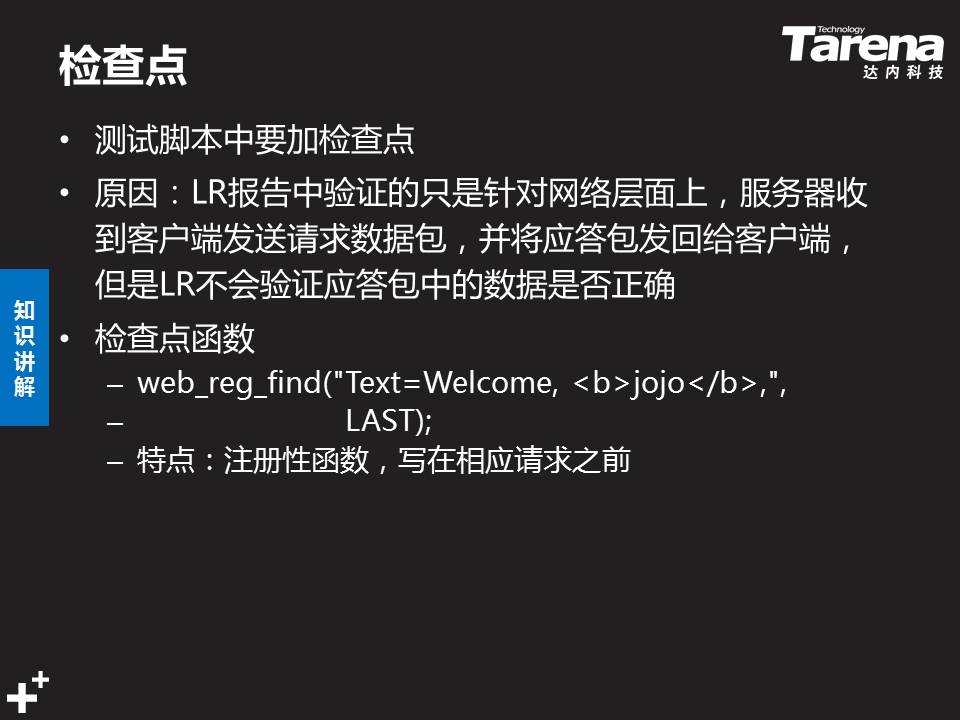 检查点
Technology
Tarena
达内科技
• 测试脚本中要加检查点
• 原因：LR报告中验证的只是针对网络层面上，服务器收
到客户端发送请求数据包，并将应答包发回给客户端，
但是LR不会验证应答包中的数据是否正确
• 检查点函数
– web_reg_find("Text=Welcome, <b>jojo</b>,",
– LAST);
– 特点：注册性函数，写在相应请求之前
知识讲解